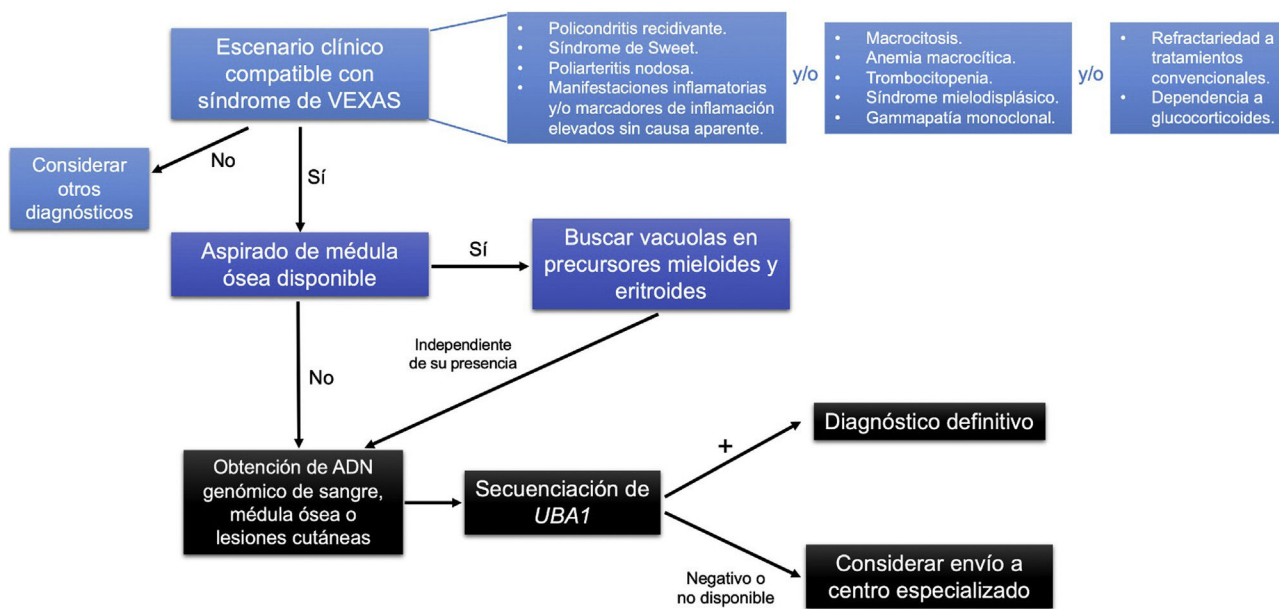 Escenario clínico
compatible con
síndrome de VEXAS
• Policondritis recidivante.
• Síndrome de Sweet.
• Poliarteritis nodosa.
• Manifestaciones inflamatorias
y/o marcadores de inflamación
elevados sin causa aparente.
y/o
• Macrocitosis.
• Anemia macrocítica.
• Trombocitopenia.
• Síndrome mielodisplásico.
• Gammapatía monoclonal.
y/o
• Refractariedad a
tratamientos
convencionales.
• Dependencia a
glucocorticoides.
No
Sí
Considerar
otros
diagnósticos
Aspirado de médula
ósea disponible
Sí
Buscar vacuolas en
precursores mieloides y
eritroides
No
Independiente
de su presencia
Obtención de ADN
genómico de sangre,
médula ósea o
lesiones cutáneas
Secuenciación de
UBA1
+
Diagnóstico definitivo
Negativo o
no disponible
Considerar envío a
centro especializado